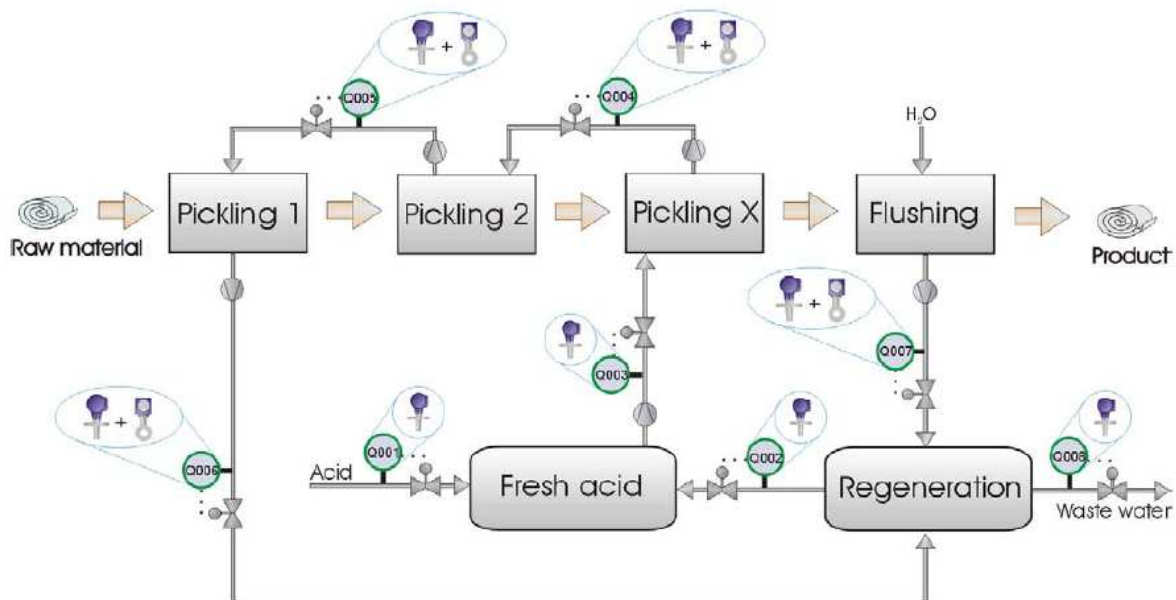 +
+
Q005
Q004
H₂O
Pickling 1
Pickling 2
Pickling X
Flushing
Raw material
Product
+
Q007
Q003
+
Q006
Q001
Q002
Q008
Acid
Fresh acid
Regeneration
Waste water